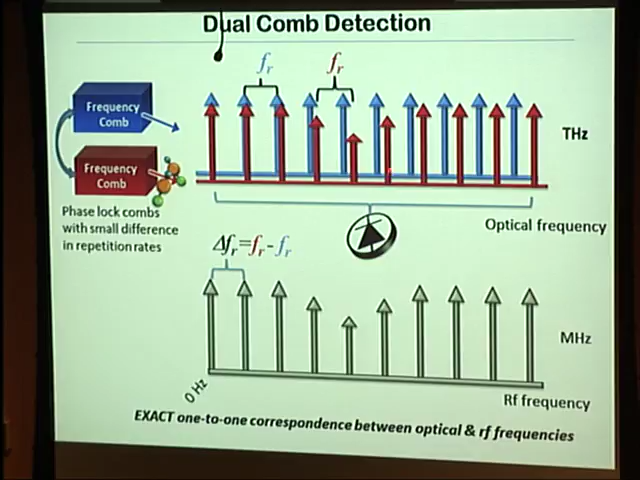 Dual Comb Detection
fr
fr
Frequency
Comb
THz
Frequency
Comb
Phase lock combs
with small difference
in repetition rates
Optical frequency
Δfr=fr-fr
MHz
0 Hz
Rf frequency
EXACT one-to-one correspondence between optical & rf frequencies